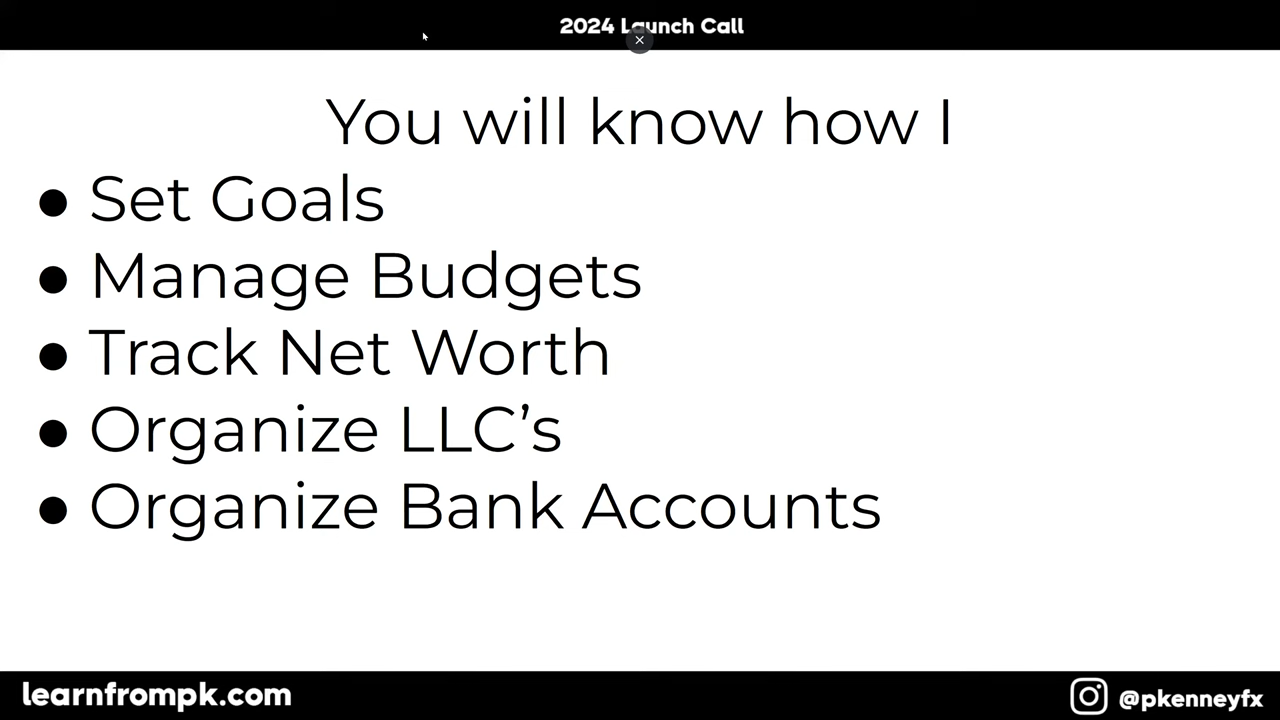 2024 Launch Call
You will know how I
● Set Goals
● Manage Budgets
● Track Net Worth
● Organize LLC’s
● Organize Bank Accounts
learnfrompk.com
@pkenneyfx